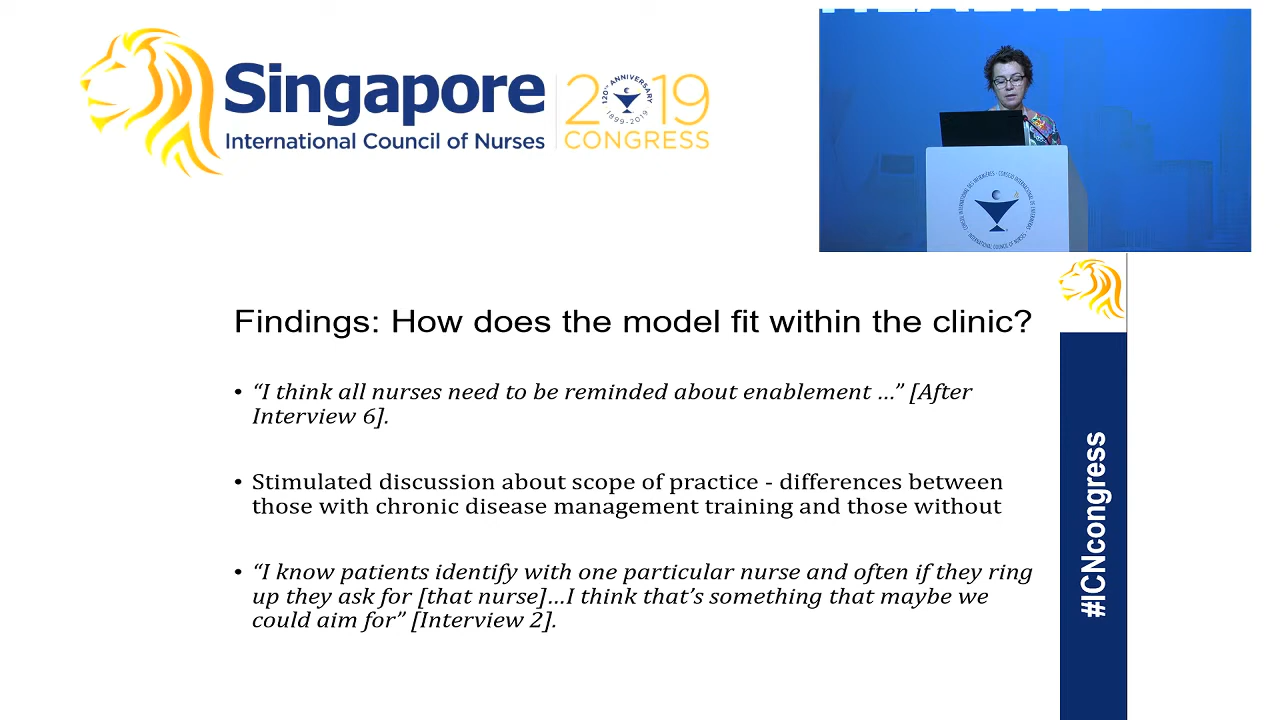 Singapore
International Council of Nurses
120TH ANNIVERSARY
1899-2019
2019
CONGRESS
INTERNATIONAL COUNCIL OF NURSES
Findings: How does the model fit within the clinic?
• “I think all nurses need to be reminded about enablement …” [After
Interview 6].
• Stimulated discussion about scope of practice - differences between
those with chronic disease management training and those without
• “I know patients identify with one particular nurse and often if they ring
up they ask for [that nurse]…I think that’s something that maybe we
could aim for” [Interview 2].
#ICNcongress